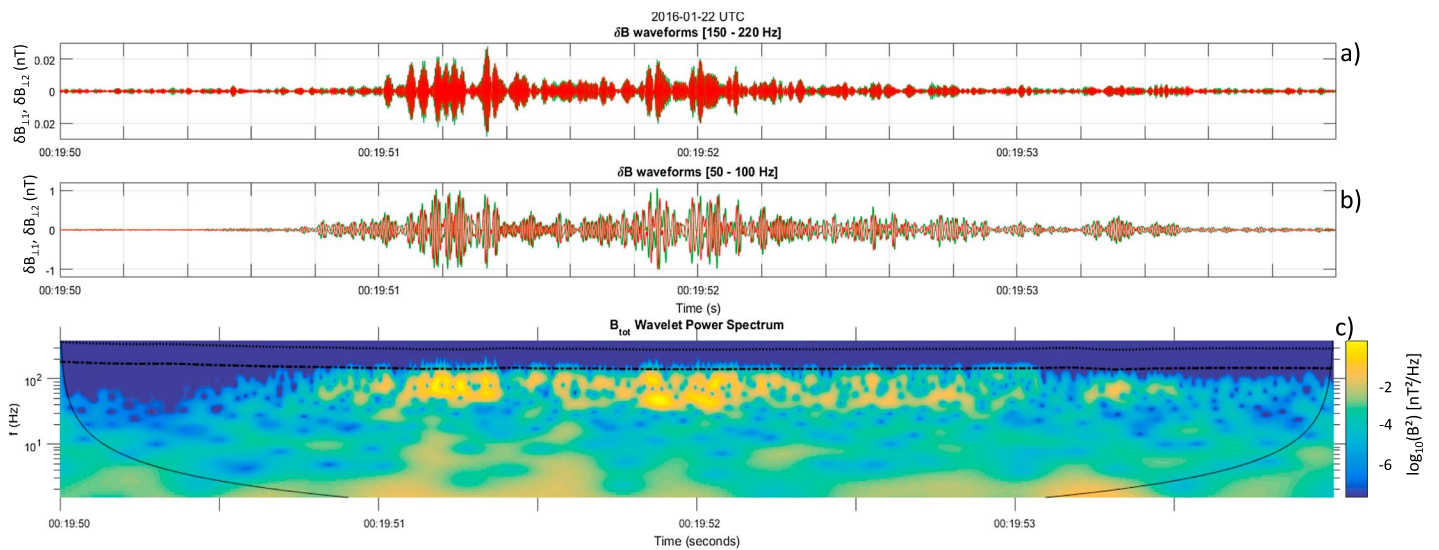 2016-01-22 UTC
δB waveforms [150 - 220 Hz]
a)
δB⊥1, δB⊥2 (nT)
0.02
0
0.02
00:19:50 00:19:51 00:19:52 00:19:53
δB waveforms [50 - 100 Hz]
b)
δB⊥1, δB⊥2 (nT)
1
0
-1
00:19:50 00:19:51 00:19:52 00:19:53
Time (s)
Btot Wavelet Power Spectrum
c)
f (Hz)
10²
10¹
-2
-4
-6
log10(B²) [nT²/Hz]
00:19:50 00:19:51 00:19:52 00:19:53
Time (seconds)